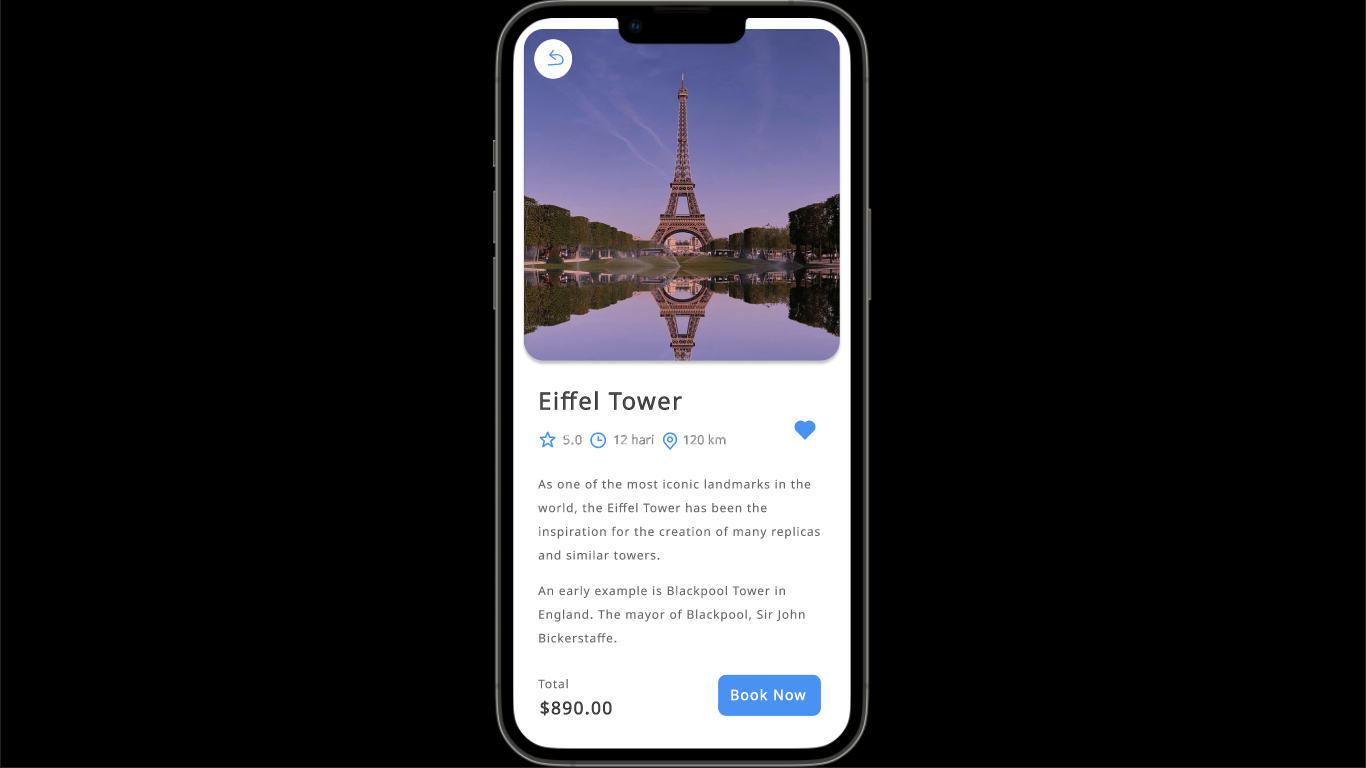 Eiffel Tower
5.0 12 hari 120 km
As one of the most iconic landmarks in the
world, the Eiffel Tower has been the
inspiration for the creation of many replicas
and similar towers.
An early example is Blackpool Tower in
England. The mayor of Blackpool, Sir John
Bickerstaffe.
Total
$890.00
Book Now